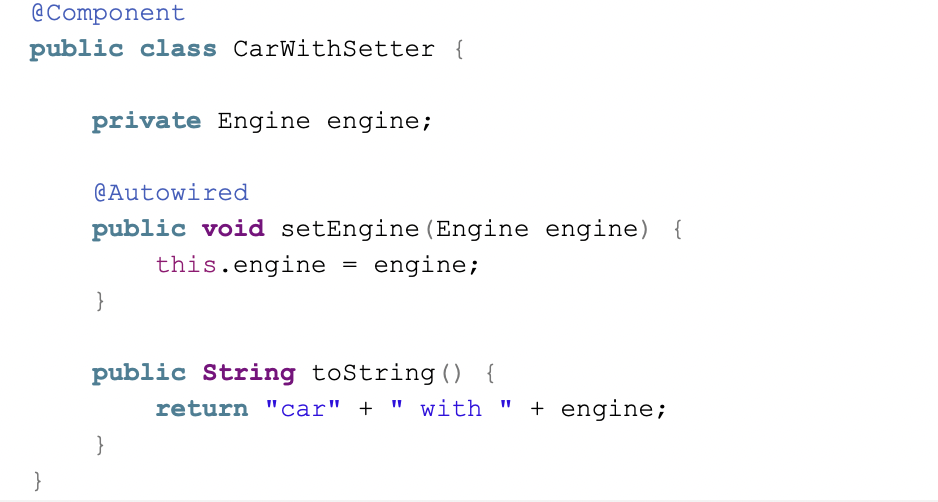 @Component
public class CarWithSetter {
private Engine engine;
@Autowired
public void setEngine(Engine engine) {
this.engine = engine;
}
public String toString() {
return "car" + " with " + engine;
}
}